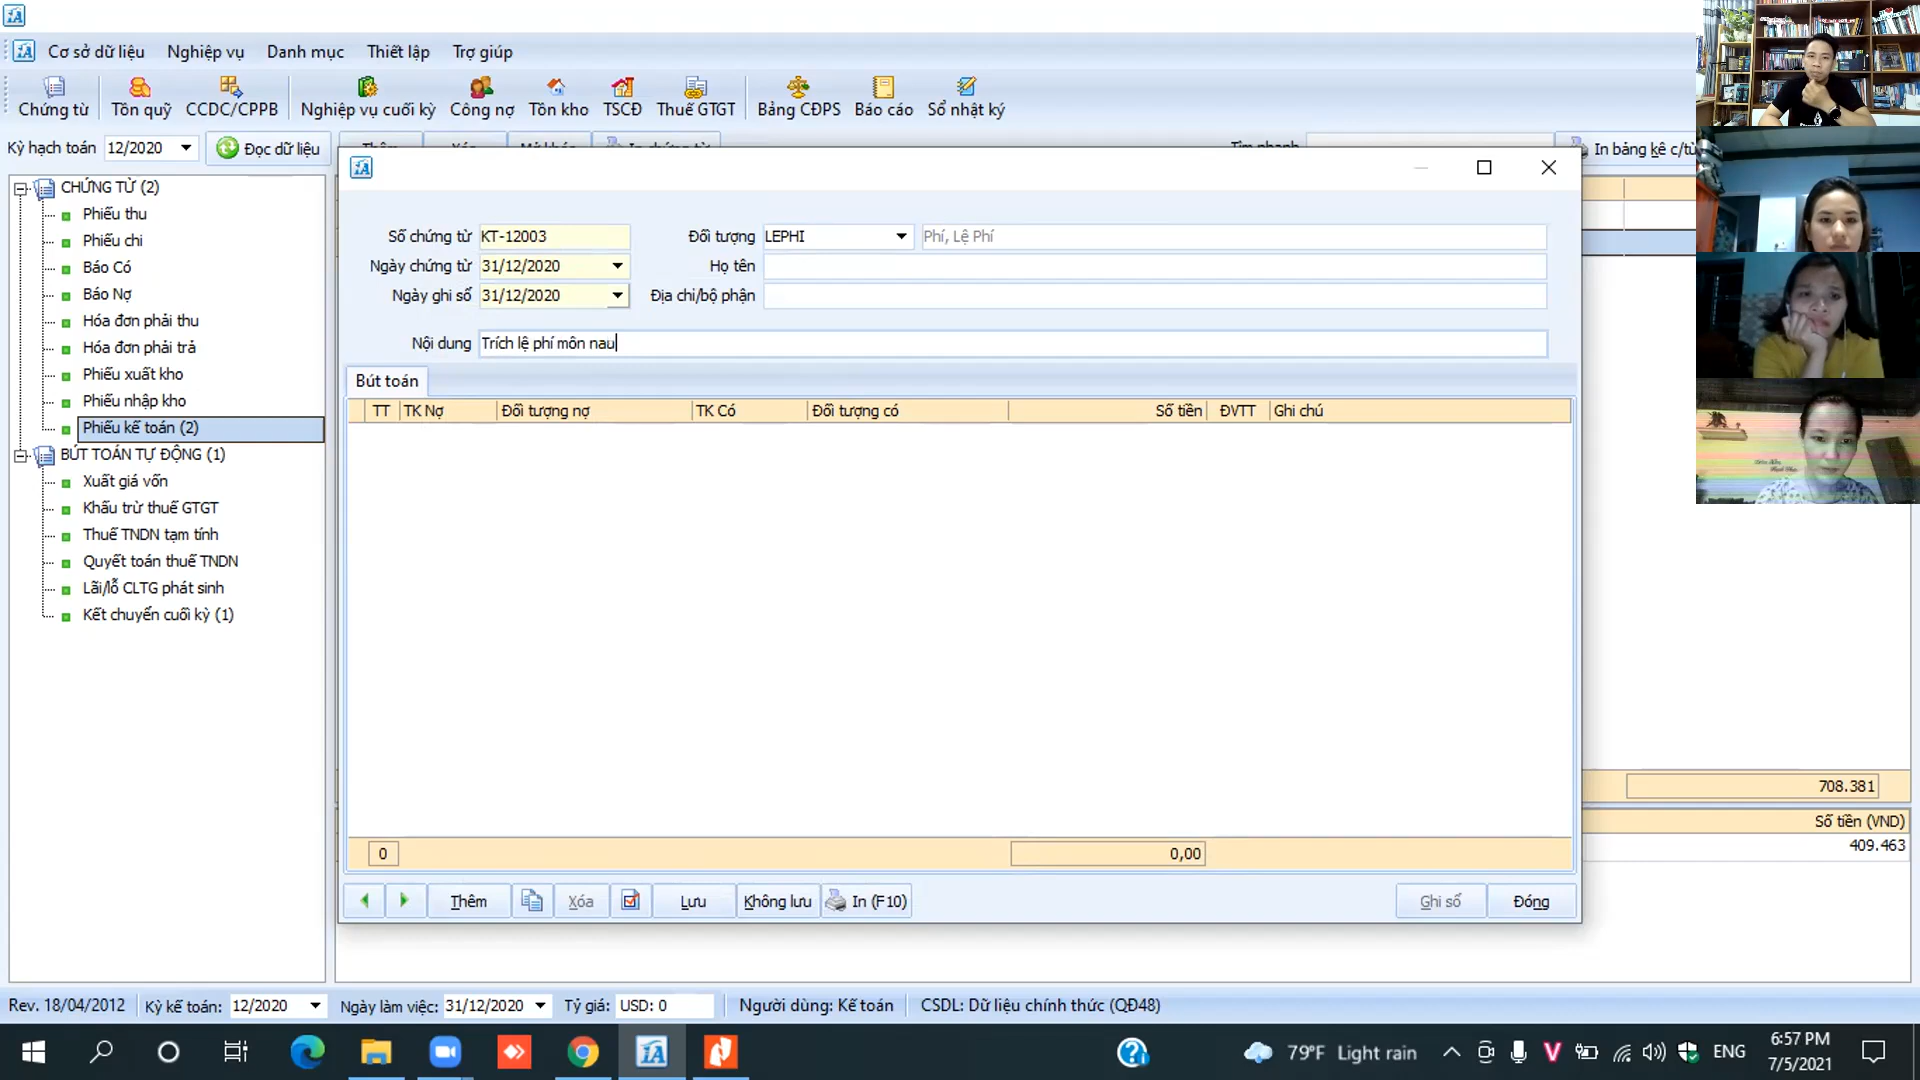 Cơ sở dữ liệu Nghiệp vụ Danh mục Thiết lập Trợ giúp
Chứng từ Tồn quỹ CCDC/CPPB Nghiệp vụ cuối kỳ Công nợ Tồn kho TSCĐ Thuế GTGT Bảng CĐPS Báo cáo Sổ nhật ký
Kỳ hạch toán 12/2020 Đọc dữ liệu In bảng kê c/từ
CHỨNG TỪ (2)
Phiếu thu
Phiếu chi
Báo Có
Báo Nợ
Hóa đơn phải thu
Hóa đơn phải trả
Phiếu xuất kho
Phiếu nhập kho
Phiếu kế toán (2)
BÚT TOÁN TỰ ĐỘNG (1)
Xuất giá vốn
Khấu trừ thuế GTGT
Thuế TNDN tạm tính
Quyết toán thuế TNDN
Lãi/lỗ CLTG phát sinh
Kết chuyển cuối kỳ (1)
Số chứng từ KT-12003 Đối tượng LEPHI Phí, Lệ Phí
Ngày chứng từ 31/12/2020 Họ tên
Ngày ghi sổ 31/12/2020 Địa chỉ/bộ phận
Nội dung Trích lệ phí môn nau
Bút toán
TT TK Nợ Đối tượng nợ TK Có Đối tượng có Số tiền ĐVTT Ghi chú
0 0,00
Thêm Xóa Lưu Không lưu In (F10) Ghi sổ Đóng
708.381
Số tiền (VND)
409.463
Rev. 18/04/2012 Kỳ kế toán: 12/2020 Ngày làm việc: 31/12/2020 Tỷ giá: USD: 0 Người dùng: Kế toán CSDL: Dữ liệu chính thức (QĐ48)
79°F Light rain ENG 6:57 PM
7/5/2021